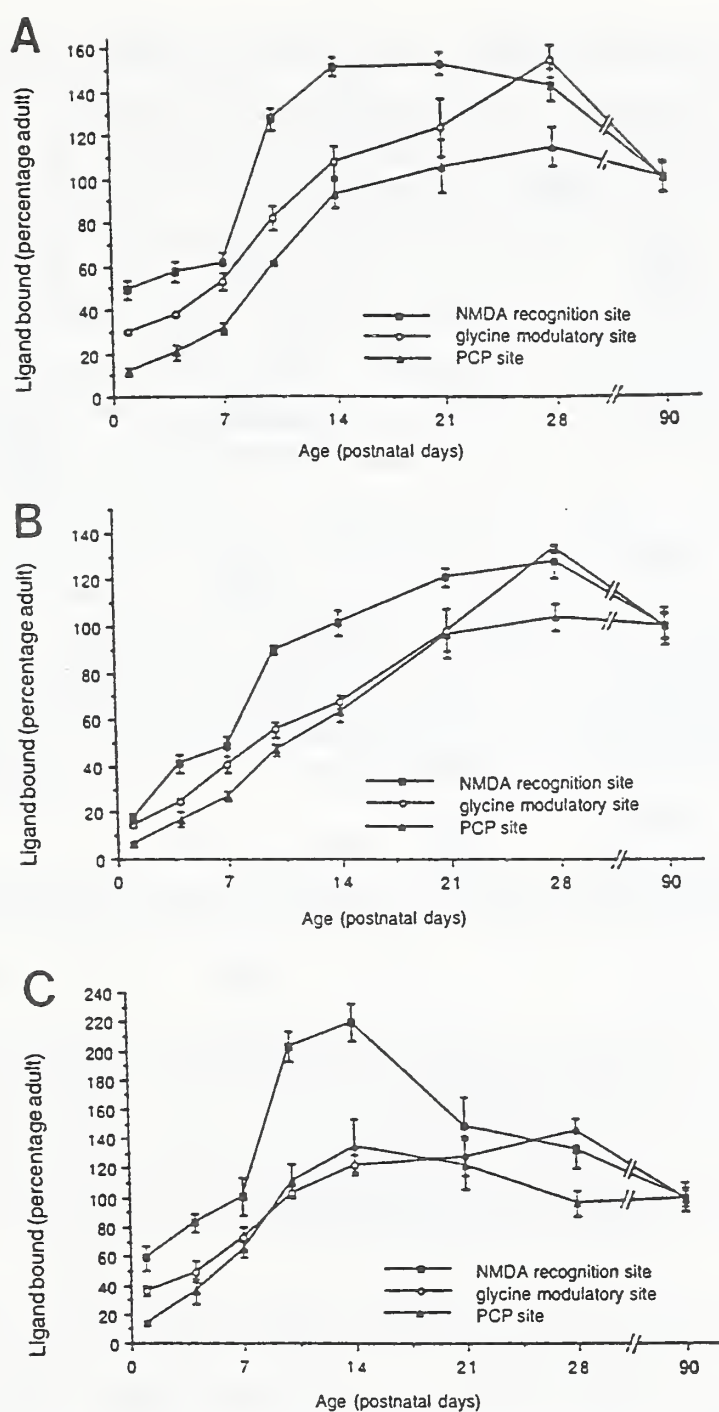 A
Ligand bound (percentage adult)
160
140
120
100
80
60
40
20
0
NMDA recognition site
glycine modulatory site
PCP site
0 7 14 21 28 90
Age (postnatal days)
B
Ligand bound (percentage adult)
140
120
100
80
60
40
20
0
NMDA recognition site
glycine modulatory site
PCP site
0 7 14 21 28 90
Age (postnatal days)
C
Ligand bound (percentage adult)
240
220
200
180
160
140
120
100
80
60
40
20
0
NMDA recognition site
glycine modulatory site
PCP site
0 7 14 21 28 90
Age (postnatal days)